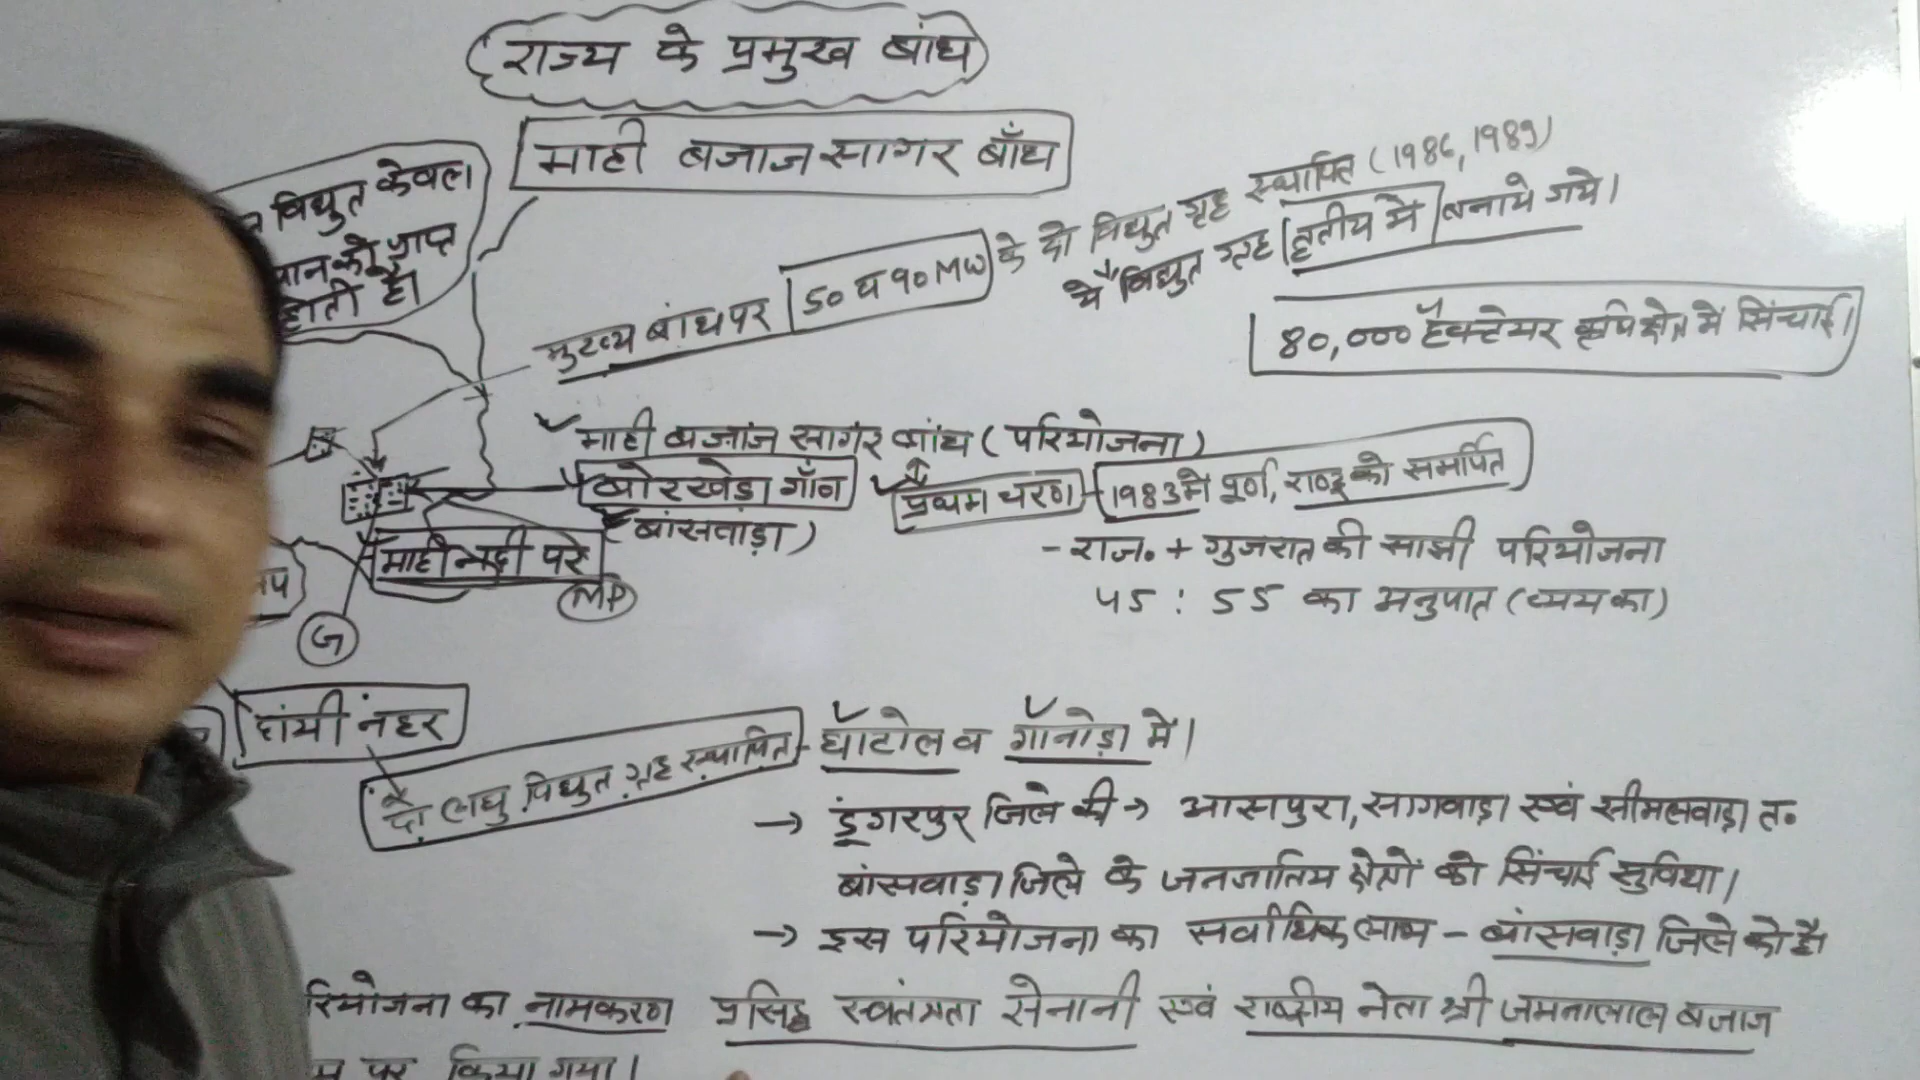 राज्य के प्रमुख बांध
माही बजाज सागर बाँध
विद्युत केवल
को प्राप्त
होती है।
मुख्य बांध पर 50 व 90 MW के दो विद्युत गृह स्थापित (1986, 1989)
ये विद्युत गृह द्वितीय में बनाये गये।
80,000 हैक्टेयर कृषि क्षेत्र में सिंचाई।
माही बजाज सागर बांध (परियोजना)
बोरखेड़ा गाँव
प्रथम चरण - 1983 में पूर्ण, राष्ट्र को समर्पित
बांसवाड़ा)
माही नदी पर
MP
G
- राज. + गुजरात की साझी परियोजना
45 : 55 का अनुपात (व्यय का)
दांयी नहर
दो लघु विद्युत गृह स्थापित - घाँटोल व गाँनोड़ा में।
→ डूंगरपुर जिले की → आसपुरा, सागवाड़ा एवं सीमलवाड़ा त॰
बांसवाड़ा जिले के जनजातिय क्षेत्रों को सिंचाई सुविधा।
→ इस परियोजना का सर्वाधिक लाभ - बांसवाड़ा जिले को है
रियोजना का नामकरण प्रसिद्ध स्वंतत्रता सेनानी एवं राष्ट्रीय नेता श्री जमनालाल बजाज
म पर किया गया।